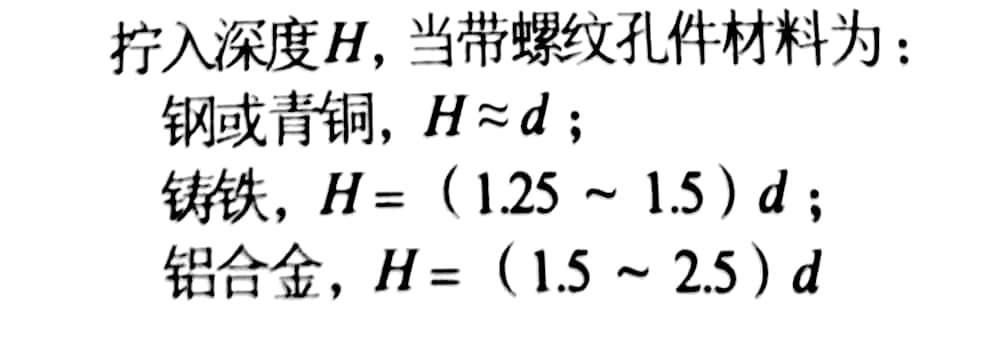 拧入深度H, 当带螺纹孔件材料为：
钢或青铜, H≈d；
铸铁, H=（1.25 ~ 1.5）d；
铝合金, H=（1.5 ~ 2.5）d